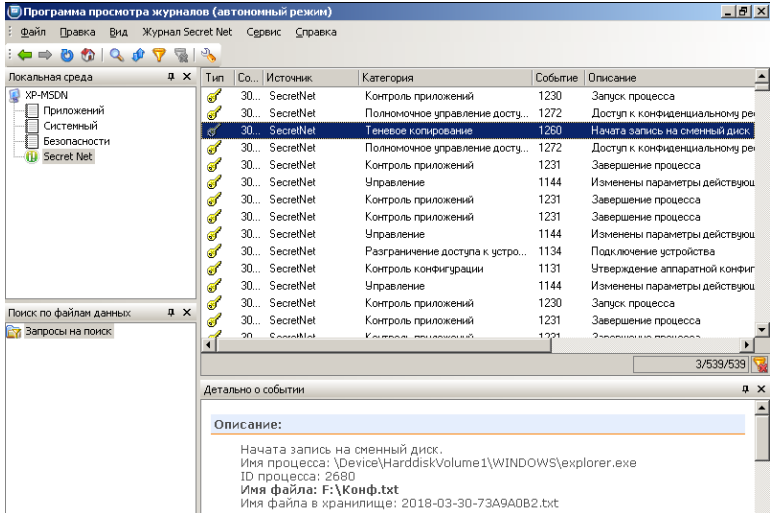 Программа просмотра журналов (автономный режим)
Файл Правка Вид Журнал Secret Net Сервис Справка
Локальная среда
XP-MSDN
Приложений
Системный
Безопасности
Secret Net
Поиск по файлам данных
Запросы на поиск
Тип Со... Источник Категория Событие Описание
30... SecretNet Контроль приложений 1230 Запуск процесса
30... SecretNet Полномочное управление досту... 1272 Доступ к конфиденциальному ре
30... SecretNet Теневое копирование 1260 Начата запись на сменный диск
30... SecretNet Полномочное управление досту... 1272 Доступ к конфиденциальному ре
30... SecretNet Контроль приложений 1231 Завершение процесса
30... SecretNet Управление 1144 Изменены параметры действующ
30... SecretNet Контроль приложений 1231 Завершение процесса
30... SecretNet Контроль приложений 1231 Завершение процесса
30... SecretNet Управление 1144 Изменены параметры действующ
30... SecretNet Разграничение доступа к устро... 1134 Подключение устройства
30... SecretNet Контроль конфигурации 1131 Утверждение аппаратной конфиг
30... SecretNet Управление 1144 Изменены параметры действующ
30... SecretNet Контроль приложений 1230 Запуск процесса
30... SecretNet Контроль приложений 1231 Завершение процесса
30... SecretNet Контроль приложений 1231 Завершение процесса
3/539/539
Детально о событии
Описание:
Начата запись на сменный диск.
Имя процесса: \Device\HarddiskVolume1\WINDOWS\explorer.exe
ID процесса: 2680
Имя файла: F:\Конф.txt
Имя файла в хранилище: 2018-03-30-73A9A0B2.txt